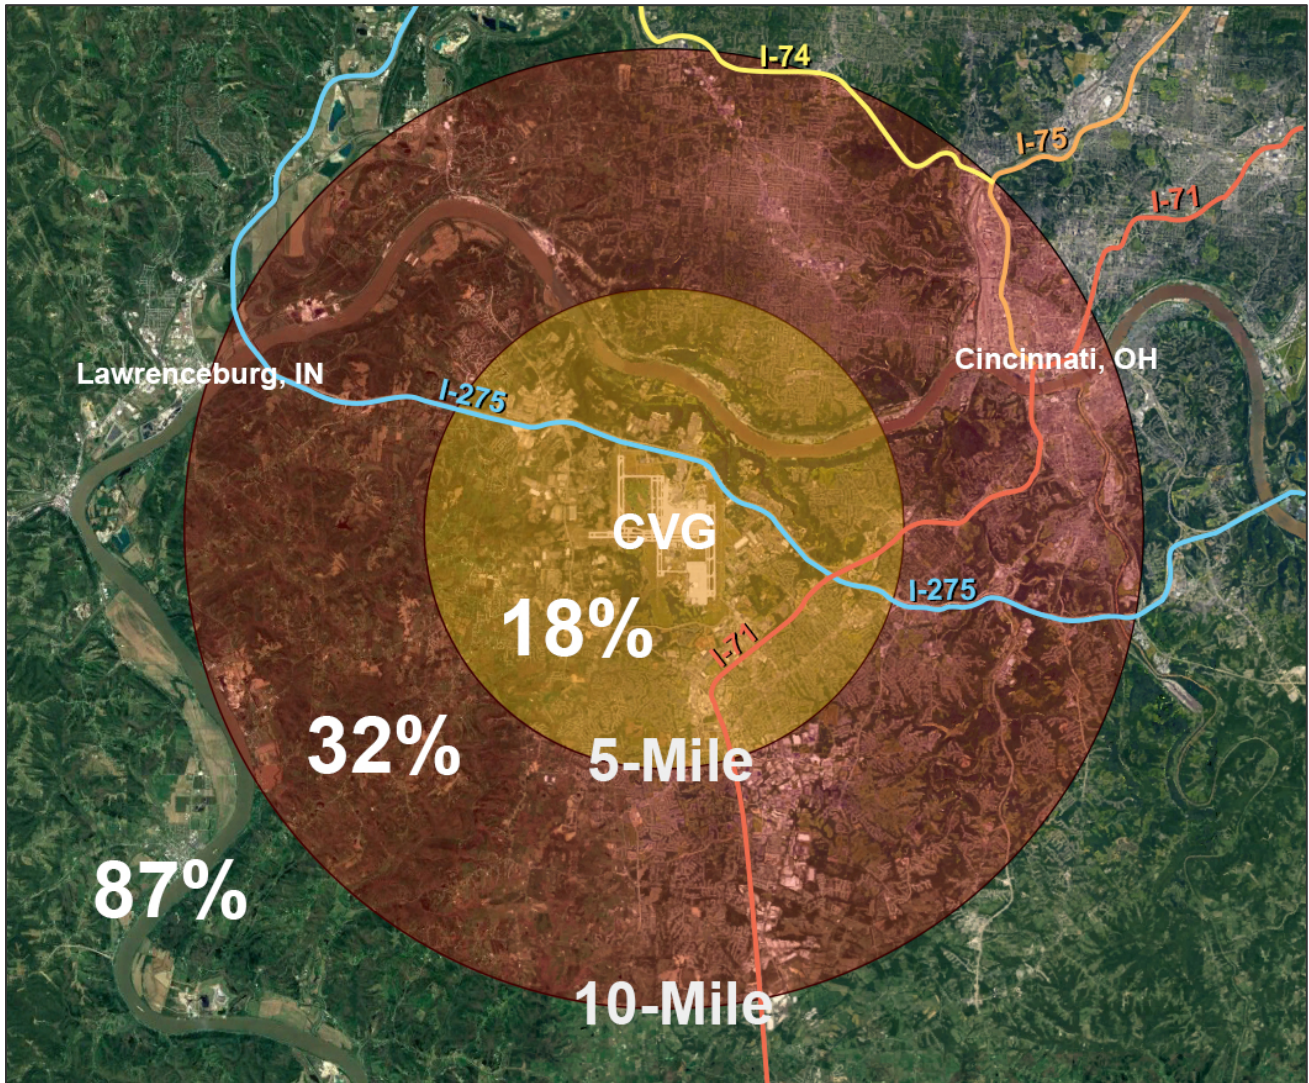 I-74
I-75
I-71
Lawrenceburg, IN
Cincinnati, OH
I-275
CVG
I-275
18%
I-71
32%
5-Mile
87%
10-Mile